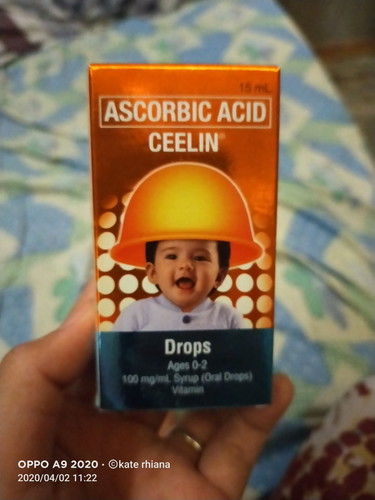 15 mL
ASCORBIC ACID
CEELIN®
Drops
Ages 0-2
100 mg/mL Syrup (Oral Drops)
Vitamin
OPPO A9 2020 · ©kate rhiana
2020/04/02 11:22